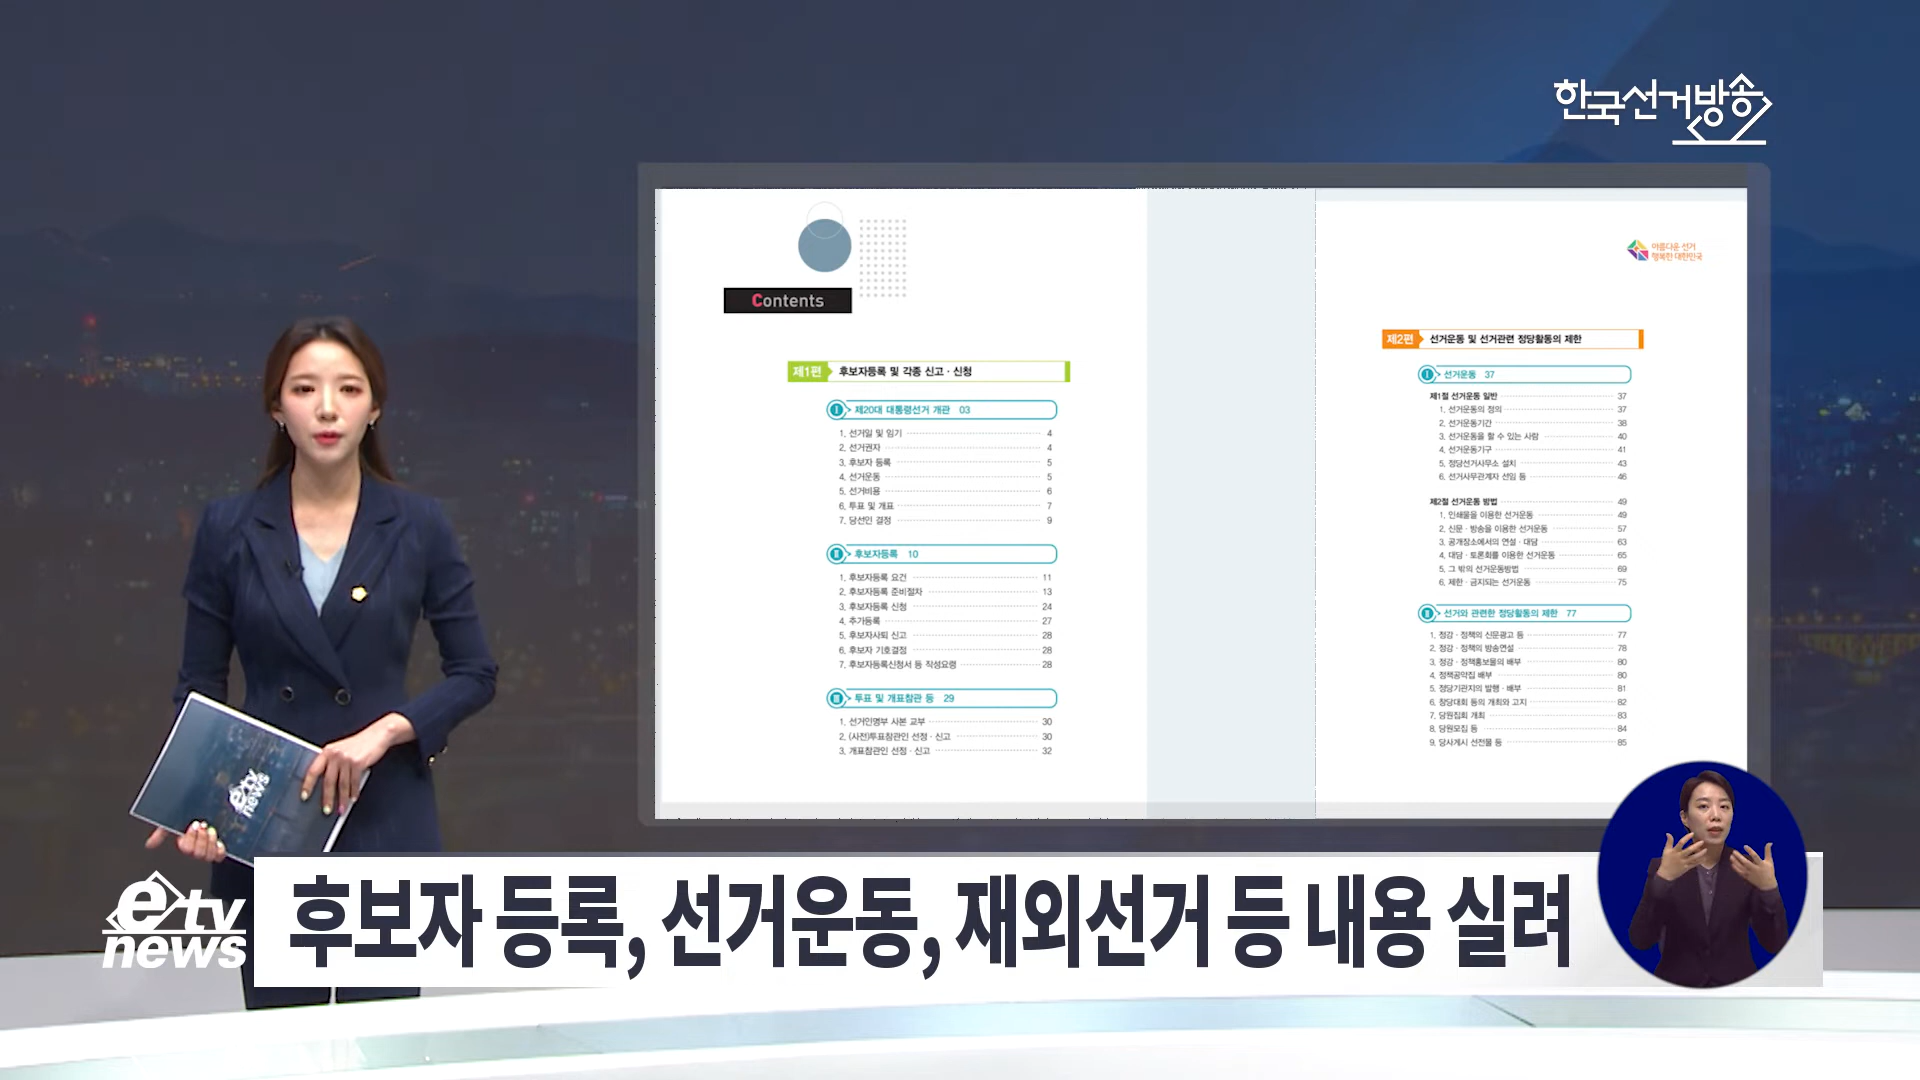 한국선거방송
Contents
제1편 후보자등록 및 각종 신고 · 신청
Ⅰ 제20대 대통령선거 개관 03
1. 선거일 및 임기 4
2. 선거권자 4
3. 후보자 등록 5
4. 선거운동 5
5. 선거비용 6
6. 투표 및 개표 7
7. 당선인 결정 9
Ⅱ 후보자등록 10
1. 후보자등록 요건 11
2. 후보자등록 준비절차 13
3. 후보자등록 신청 24
4. 추가등록 27
5. 후보자사퇴 신고 28
6. 후보자 기호결정 28
7. 후보자등록신청서 등 작성요령 28
Ⅲ 투표 및 개표참관 등 29
1. 선거인명부 사본 교부 30
2. (사전)투표참관인 선정 · 신고 30
3. 개표참관인 선정 · 신고 32
아름다운 선거
행복한 대한민국
제2편 선거운동 및 선거관련 정당활동의 제한
Ⅰ 선거운동 37
제1절 선거운동 일반 37
1. 선거운동의 정의 37
2. 선거운동기간 38
3. 선거운동을 할 수 있는 사람 40
4. 선거운동기구 41
5. 정당선거사무소 설치 43
6. 선거사무관계자 선임 등 46
제2절 선거운동 방법 49
1. 인쇄물을 이용한 선거운동 49
2. 신문 · 방송을 이용한 선거운동 57
3. 공개장소에서의 연설 · 대담 63
4. 대담 · 토론회를 이용한 선거운동 65
5. 그 밖의 선거운동방법 69
6. 제한 · 금지되는 선거운동 75
Ⅱ 선거와 관련한 정당활동의 제한 77
1. 정강 · 정책의 신문광고 등 77
2. 정강 · 정책의 방송연설 78
3. 정강 · 정책홍보물의 배부 80
4. 정책공약집 배부 80
5. 정당기관지의 발행 · 배부 81
6. 창당대회 등의 개최와 고지 82
7. 당원집회 개최 83
8. 당원모집 등 84
9. 당사게시 선전물 등 85
etv
news
etv
news
후보자 등록, 선거운동, 재외선거 등 내용 실려